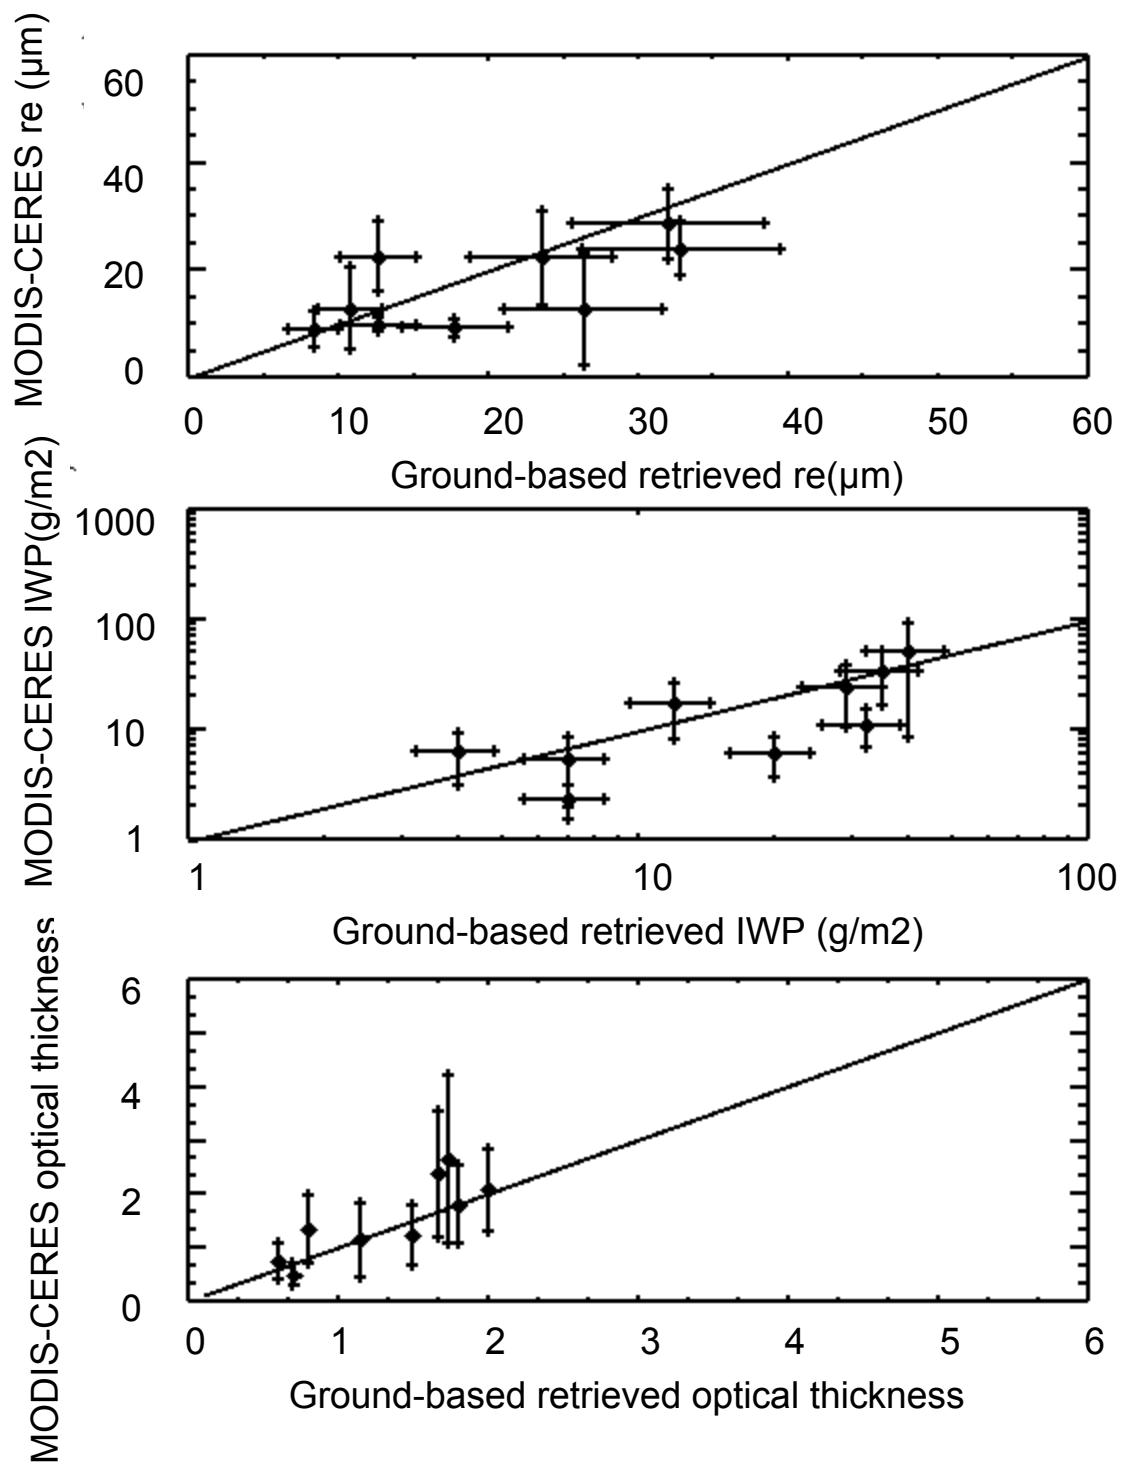 MODIS-CERES re (μm)
60
40
20
0
0 10 20 30 40 50 60
Ground-based retrieved re(μm)
MODIS-CERES IWP(g/m2)
1000
100
10
1
1 10 100
Ground-based retrieved IWP (g/m2)
MODIS-CERES optical thickness
6
4
2
0
0 1 2 3 4 5 6
Ground-based retrieved optical thickness